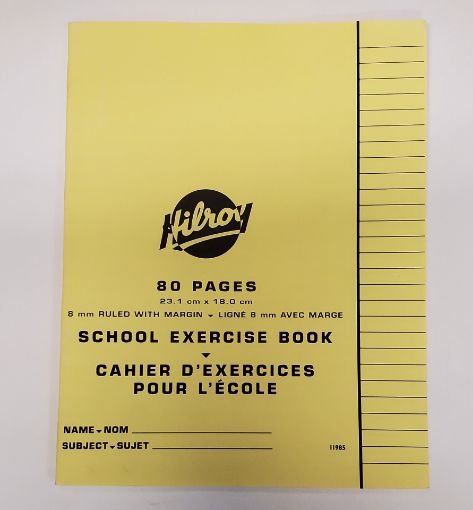 Hilroy
80 PAGES
23.1 cm x 18.0 cm
8 mm RULED WITH MARGIN ▾ LIGNÉ 8 mm AVEC MARGE
SCHOOL EXERCISE BOOK
▾
CAHIER D'EXERCICES
POUR L'ÉCOLE
NAME ▾ NOM
SUBJECT ▾ SUJET
11985